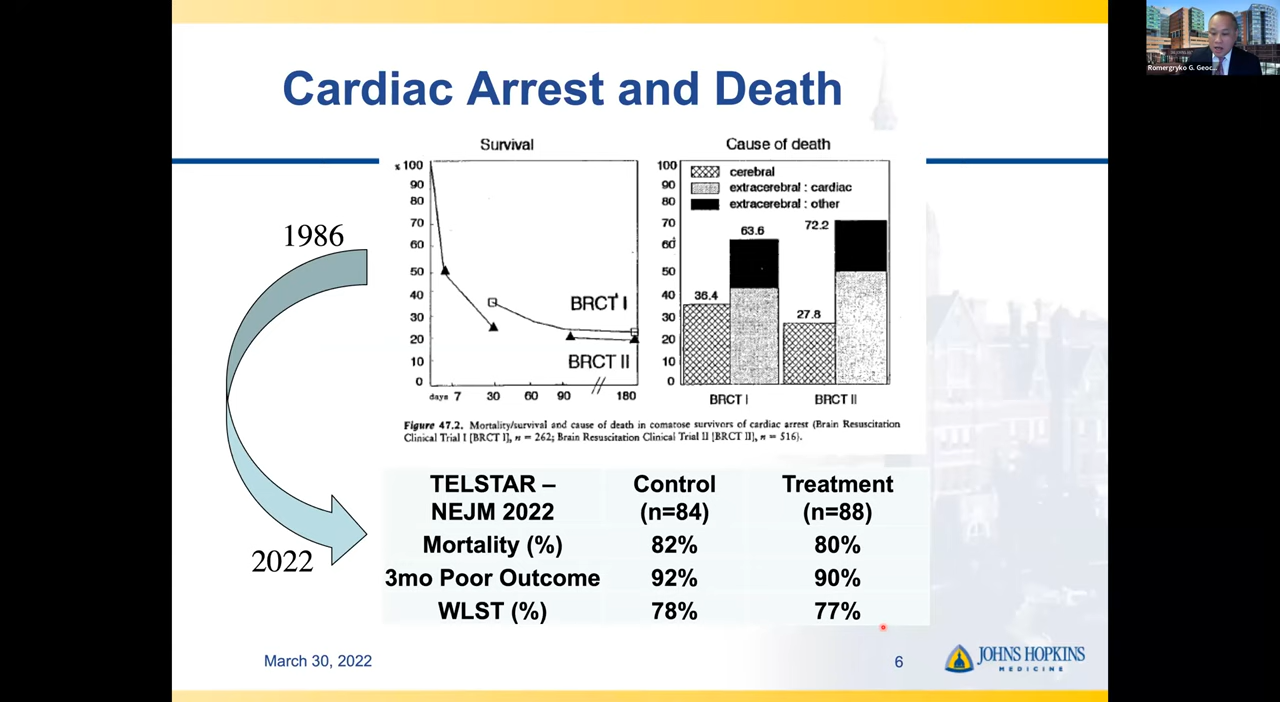 Cardiac Arrest and Death
Romergryko G. Geoc...
1986
Survival
% 100
90
80
70
60
50
40
30
20
10
0
BRCT I
BRCT II
days 7 30 60 90 180
Cause of death
100
90
80
70
60
50
40
30
20
10
0
cerebral
extracerebral : cardiac
extracerebral : other
36.4
63.6
27.8
72.2
BRCT I BRCT II
Figure 47.2. Mortality/survival and cause of death in comatose survivors of cardiac arrest (Brain Resuscitation
Clinical Trial I [BRCT I], n = 262; Brain Resuscitation Clinical Trial II [BRCT II], n = 516).
2022
TELSTAR – Control Treatment
NEJM 2022 (n=84) (n=88)
Mortality (%) 82% 80%
3mo Poor Outcome 92% 90%
WLST (%) 78% 77%
March 30, 2022
6
JOHNS HOPKINS
MEDICINE